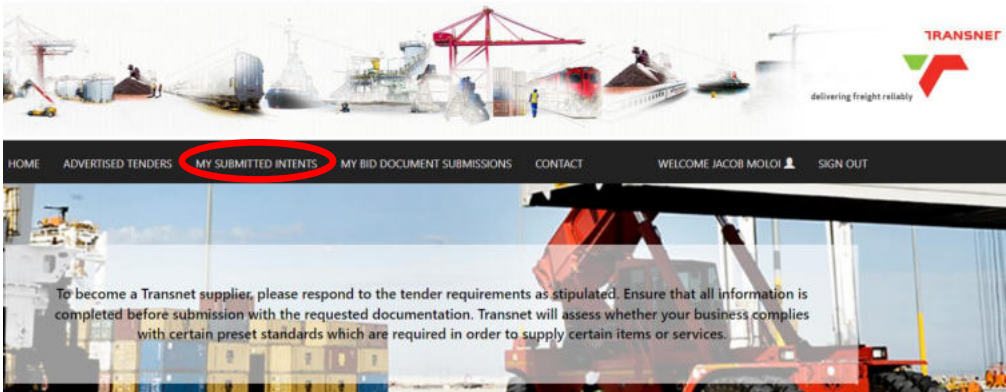 TRANSNET
delivering freight reliably
HOME ADVERTISED TENDERS MY SUBMITTED INTENTS MY BID DOCUMENT SUBMISSIONS CONTACT WELCOME JACOB MOLOI SIGN OUT
To become a Transnet supplier, please respond to the tender requirements as stipulated. Ensure that all information is
completed before submission with the requested documentation. Transnet will assess whether your business complies
with certain preset standards which are required in order to supply certain items or services.